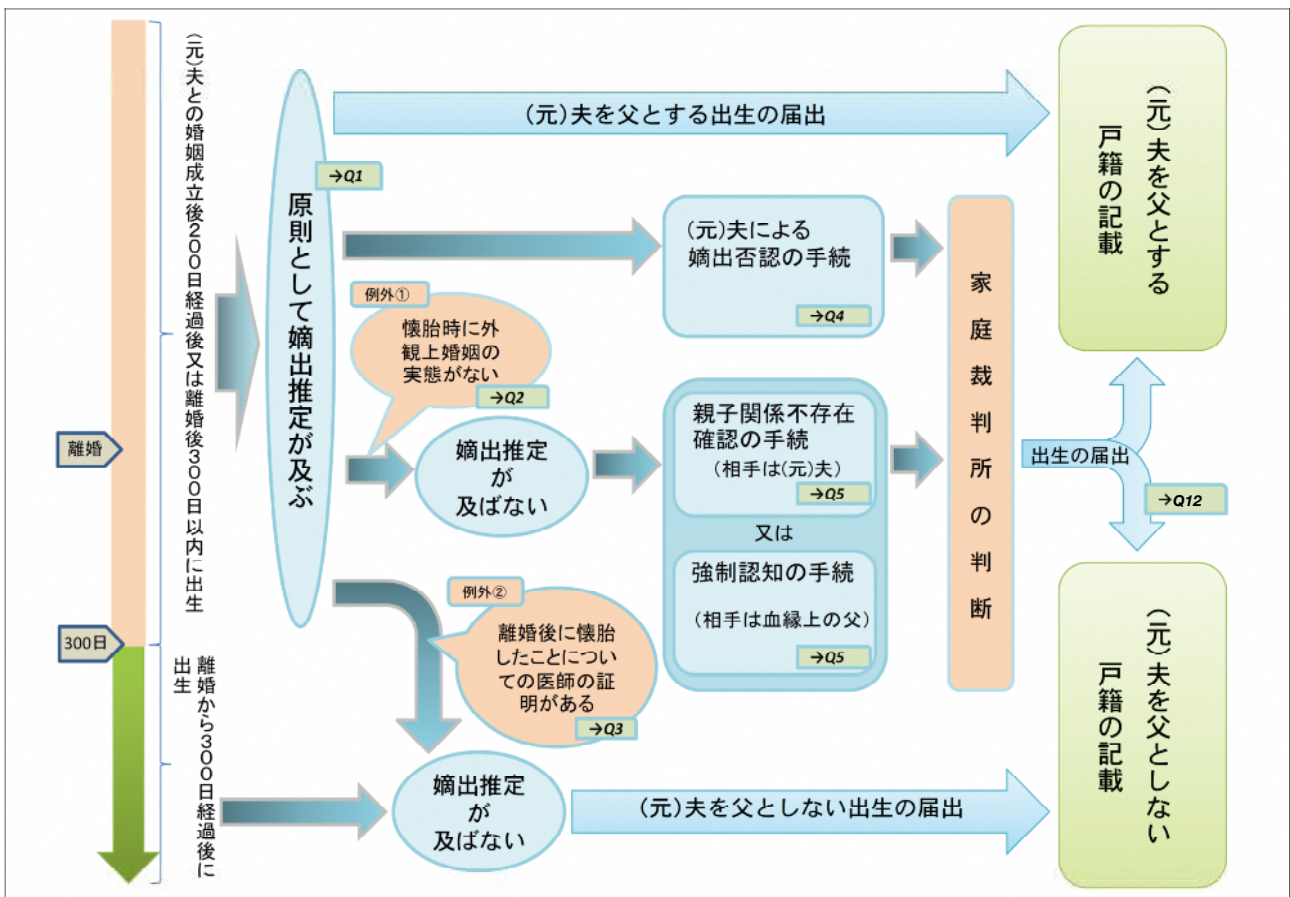 (元)夫との婚姻成立後200日経過後又は離婚後300日以内に出生
離婚
300日
離婚から300日経過後に
出生
原則として嫡出推定が及ぶ
→Q1
(元)夫を父とする出生の届出
(元)夫による
嫡出否認の手続
→Q4
例外①
懐胎時に外
観上婚姻の
実態がない
→Q2
嫡出推定
が
及ばない
親子関係不存在
確認の手続
(相手は(元)夫)
→Q5
又は
強制認知の手続
(相手は血縁上の父)
→Q5
例外②
離婚後に懐胎
したことについ
ての医師の証
明がある
→Q3
嫡出推定
が
及ばない
(元)夫を父としない出生の届出
家庭裁判所の判断
出生の届出
→Q12
(元)夫を父とする
戸籍の記載
(元)夫を父としない
戸籍の記載